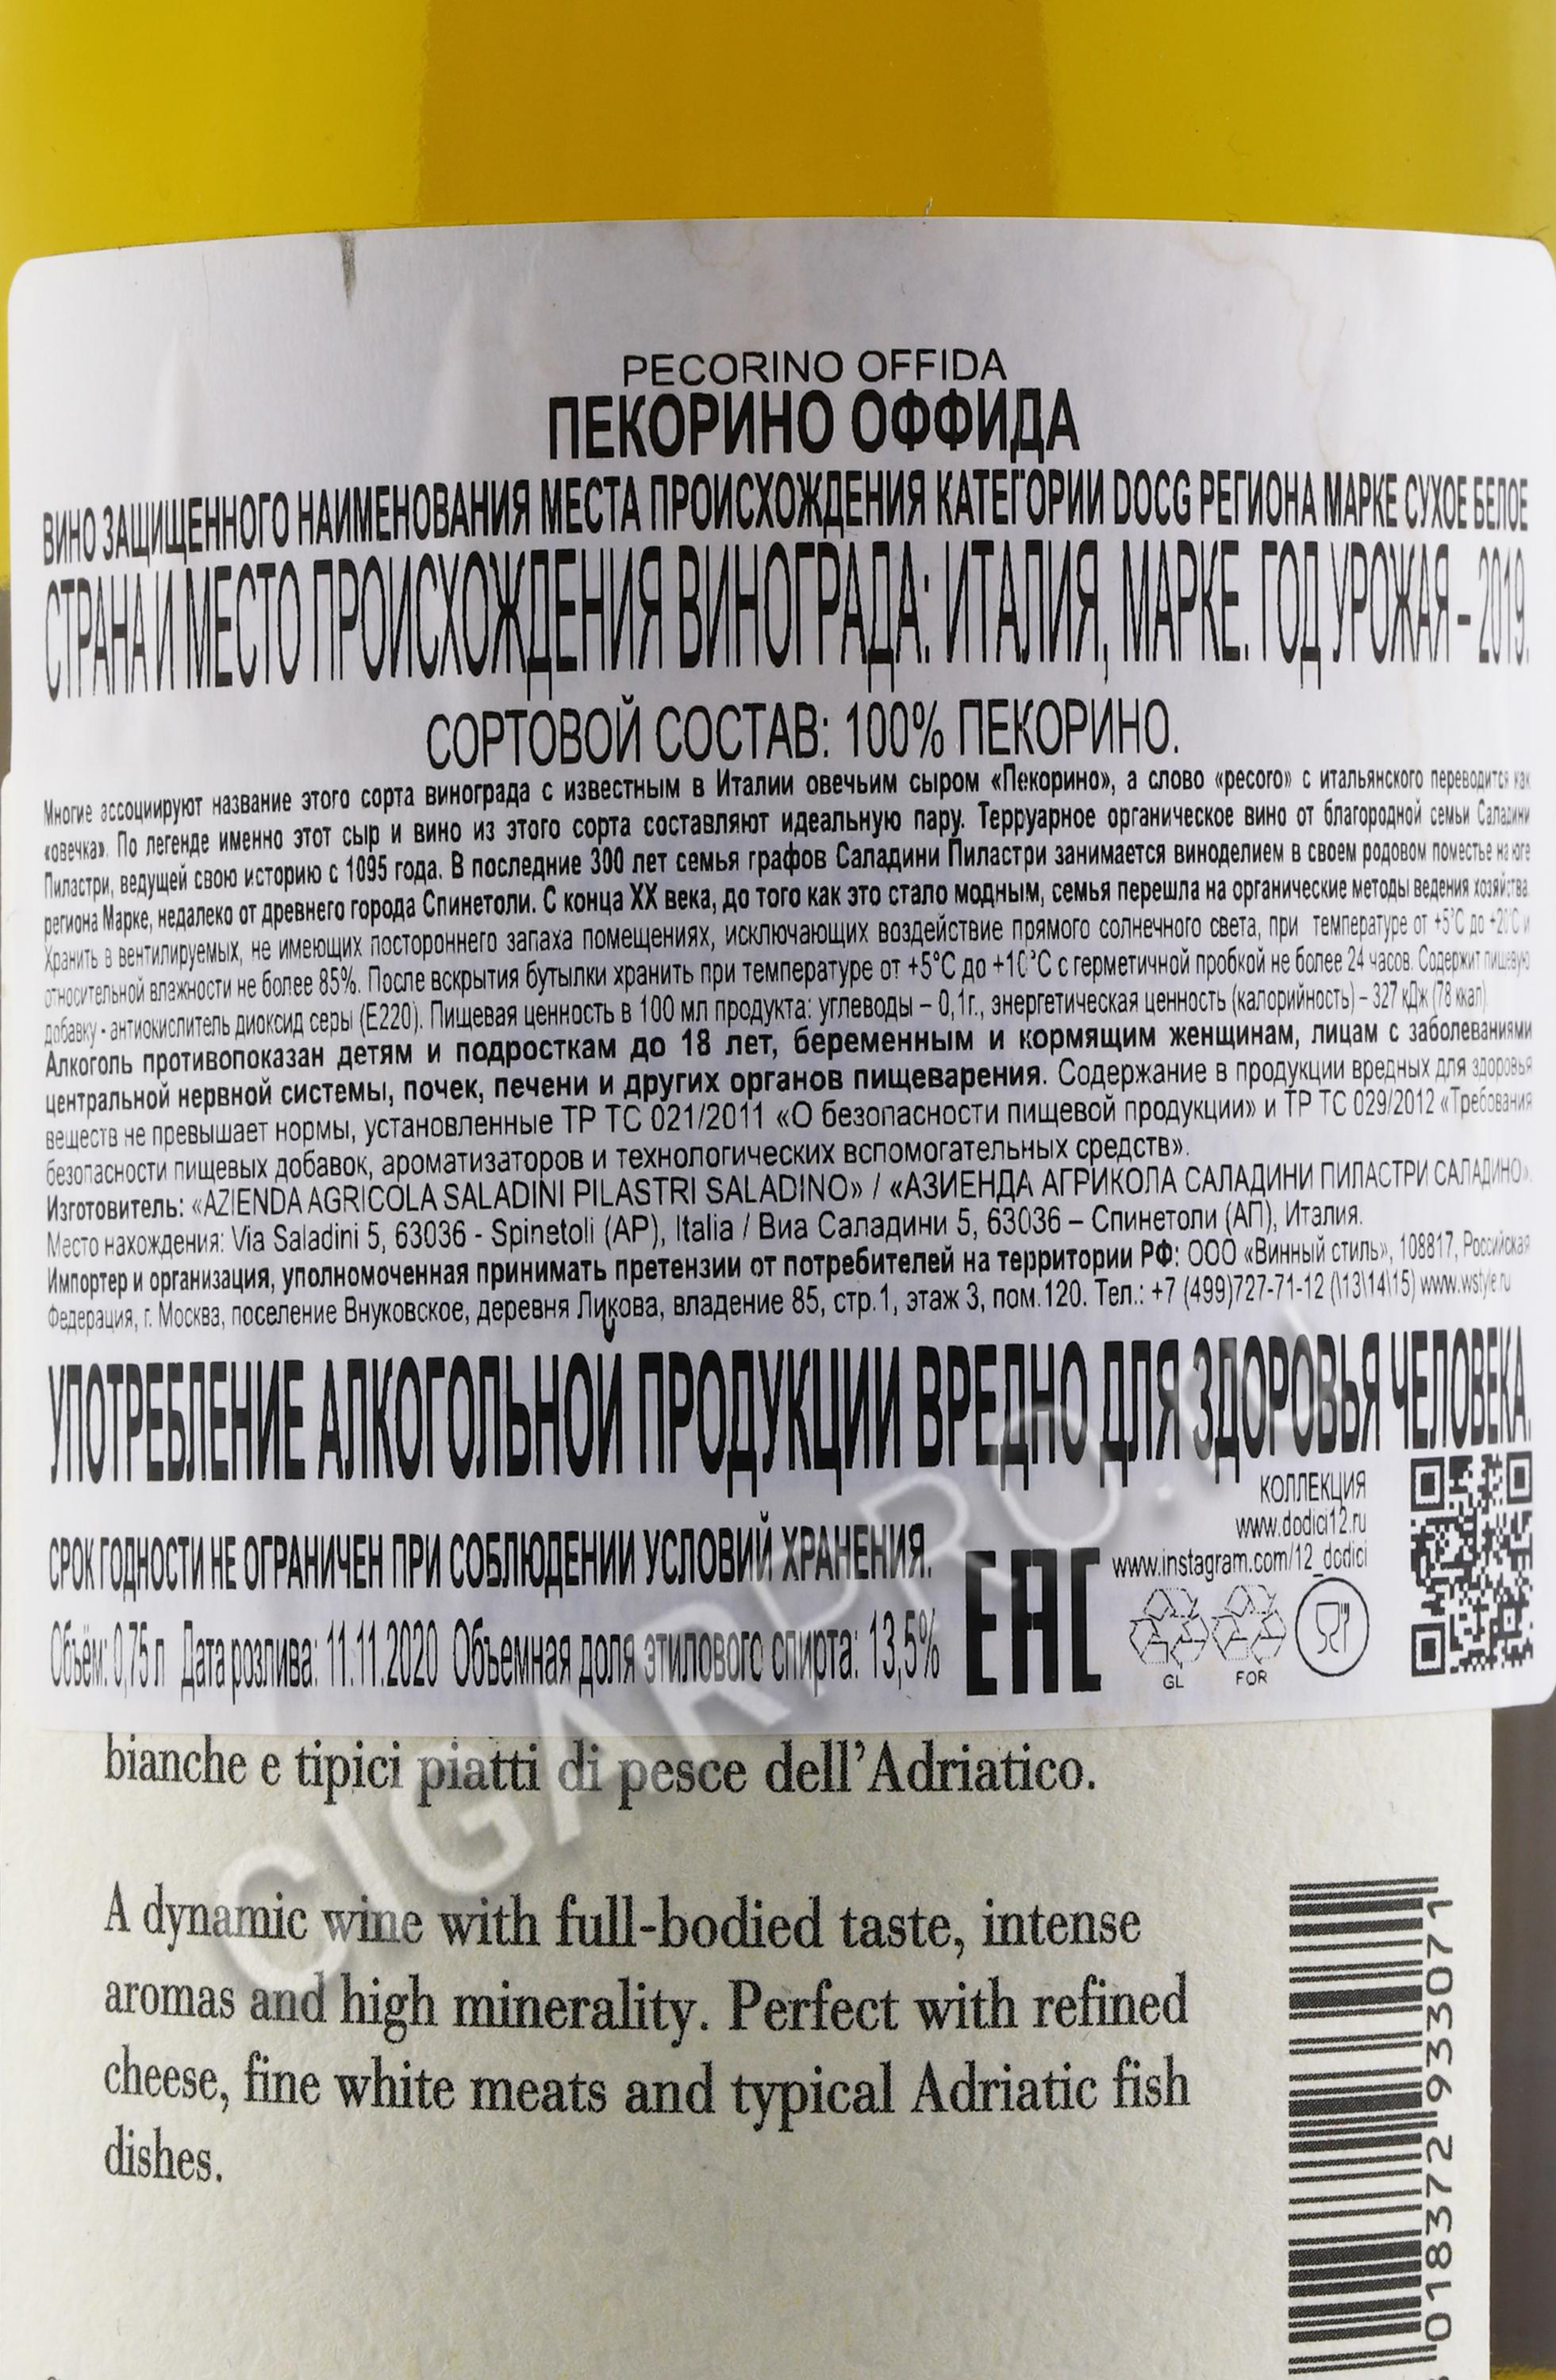 PECORINO OFFIDA
ПЕКОРИНО ОФФИДА
ВИНО ЗАЩИЩЕННОГО НАИМЕНОВАНИЯ МЕСТА ПРОИСХОЖДЕНИЯ КАТЕГОРИИ DOCG РЕГИОНА МАРКЕ СУХОЕ БЕЛОЕ
СТРАНА И МЕСТО ПРОИСХОЖДЕНИЯ ВИНОГРАДА: ИТАЛИЯ, МАРКЕ. ГОД УРОЖАЯ – 2019.
СОРТОВОЙ СОСТАВ: 100% ПЕКОРИНО.
Многие ассоциируют название этого сорта винограда с известным в Италии овечьим сыром «Пекорино», а слово «pecoro» с итальянского переводится как
«овечка». По легенде именно этот сыр и вино из этого сорта составляют идеальную пару. Терруарное органическое вино от благородной семьи Саладини
Пиластри, ведущей свою историю с 1095 года. В последние 300 лет семья графов Саладини Пиластри занимается виноделием в своем родовом поместье на юге
региона Марке, недалеко от древнего города Спинетоли. С конца XX века, до того как это стало модным, семья перешла на органические методы ведения хозяйства.
Хранить в вентилируемых, не имеющих постороннего запаха помещениях, исключающих воздействие прямого солнечного света, при температуре от +5°С до +20°С и
относительной влажности не более 85%. После вскрытия бутылки хранить при температуре от +5°С до +10°С с герметичной пробкой не более 24 часов. Содержит пищевую
добавку - антиокислитель диоксид серы (Е220). Пищевая ценность в 100 мл продукта: углеводы – 0,1г., энергетическая ценность (калорийность) – 327 кДж (78 ккал).
Алкоголь противопоказан детям и подросткам до 18 лет, беременным и кормящим женщинам, лицам с заболеваниями
центральной нервной системы, почек, печени и других органов пищеварения. Содержание в продукции вредных для здоровья
веществ не превышает нормы, установленные ТР ТС 021/2011 «О безопасности пищевой продукции» и ТР ТС 029/2012 «Требования
безопасности пищевых добавок, ароматизаторов и технологических вспомогательных средств».
Изготовитель: «AZIENDA AGRICOLA SALADINI PILASTRI SALADINO» / «АЗИЕНДА АГРИКОЛА САЛАДИНИ ПИЛАСТРИ САЛАДИНО».
Место нахождения: Via Saladini 5, 63036 - Spinetoli (AP), Italia / Виа Саладини 5, 63036 – Спинетоли (АП), Италия.
Импортер и организация, уполномоченная принимать претензии от потребителей на территории РФ: ООО «Винный стиль», 108817, Российская
Федерация, г. Москва, поселение Внуковское, деревня Ликова, владение 85, стр.1, этаж 3, пом.120. Тел.: +7 (499)727-71-12 (\13\14\15) www.wstyle.ru
УПОТРЕБЛЕНИЕ АЛКОГОЛЬНОЙ ПРОДУКЦИИ ВРЕДНО ДЛЯ ЗДОРОВЬЯ ЧЕЛОВЕКА.
КОЛЛЕКЦИЯ
www.dodici12.ru
www.instagram.com/12_dodici
СРОК ГОДНОСТИ НЕ ОГРАНИЧЕН ПРИ СОБЛЮДЕНИИ УСЛОВИЙ ХРАНЕНИЯ.
Объём: 0,75 л Дата розлива: 11.11.2020 Объемная доля этилового спирта: 13,5%
EAC
GL
FOR
bianche e tipici piatti di pesce dell'Adriatico.
A dynamic wine with full-bodied taste, intense
aromas and high minerality. Perfect with refined
cheese, fine white meats and typical Adriatic fish
dishes.
018372 933071